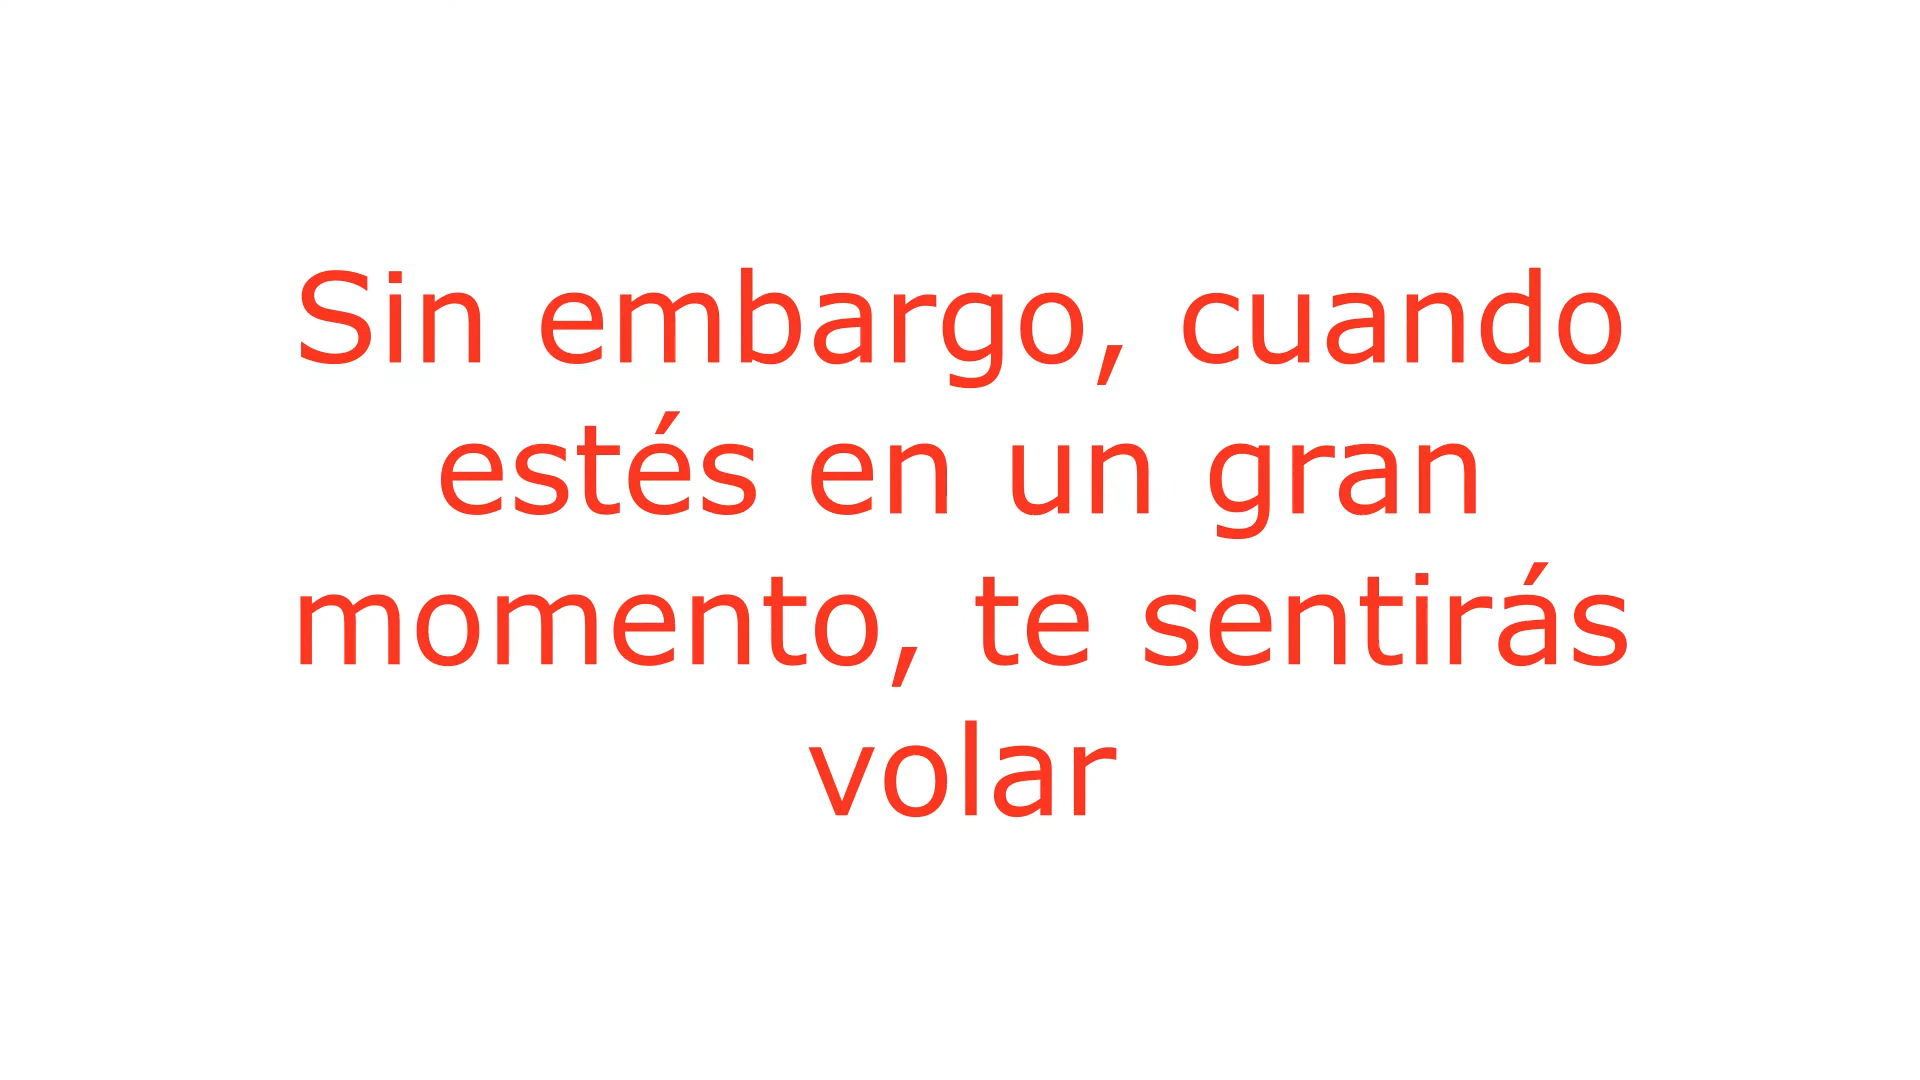 Sin embargo, cuando
estés en un gran
momento, te sentirás
volar